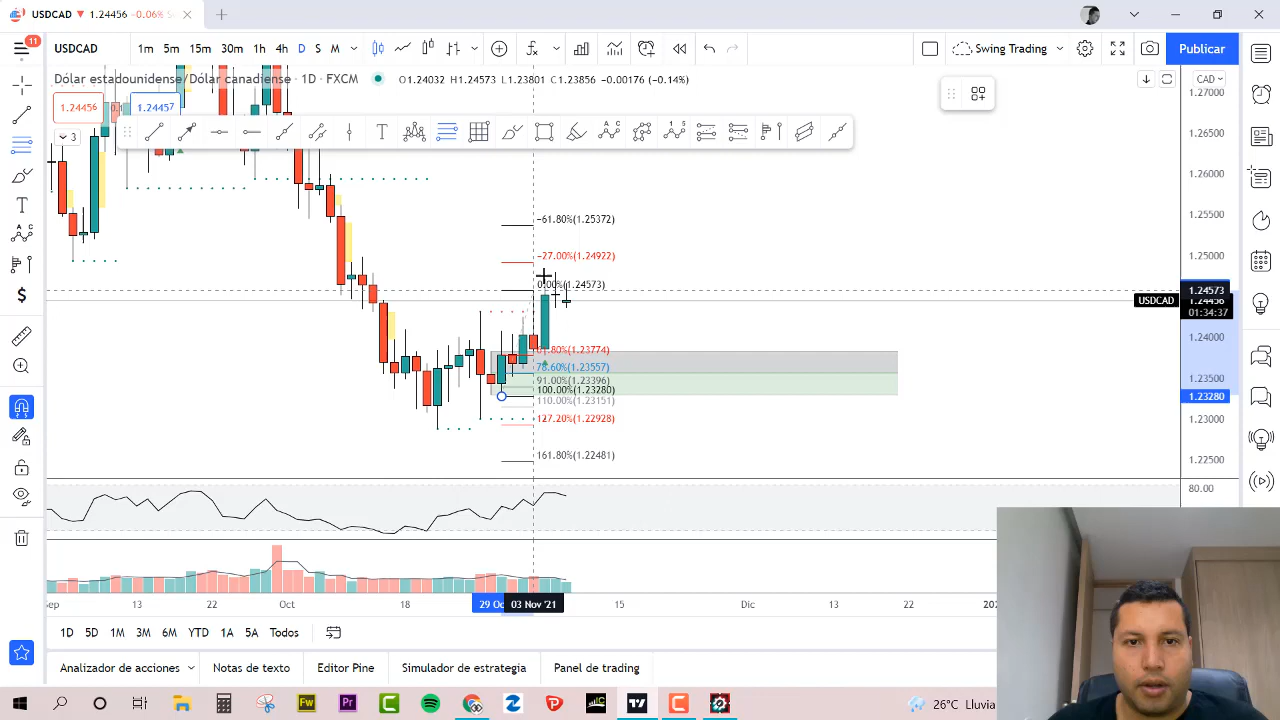 USDCAD ▼ 1.24456 −0.06% Sw
11
USDCAD
1m 5m 15m 30m 1h 4h D S M
Swing Trading
Publicar
Dólar estadounidense/Dólar canadiense · 1D · FXCM
O1.24032 H1.24573 L1.23801 C1.23856 −0.00176 (−0.14%)
CAD
1.24456
1.24457
3
1.27000
1.26500
1.26000
1.25500
1.25000
1.24573
USDCAD
1.24456
01:34:37
1.24000
1.23500
1.23280
1.23000
1.22500
80.00
−61.80%(1.25372)
−27.00%(1.24922)
0.00%(1.24573)
61.80%(1.23774)
78.60%(1.23557)
91.00%(1.23396)
100.00%(1.23280)
110.00%(1.23151)
127.20%(1.22928)
161.80%(1.22481)
Sep 13 22 Oct 18 29 Oc 03 Nov '21 15 Dic 13 22 202
1D 5D 1M 3M 6M YTD 1A 5A Todos
Analizador de acciones
Notas de texto
Editor Pine
Simulador de estrategia
Panel de trading
26°C Lluvia